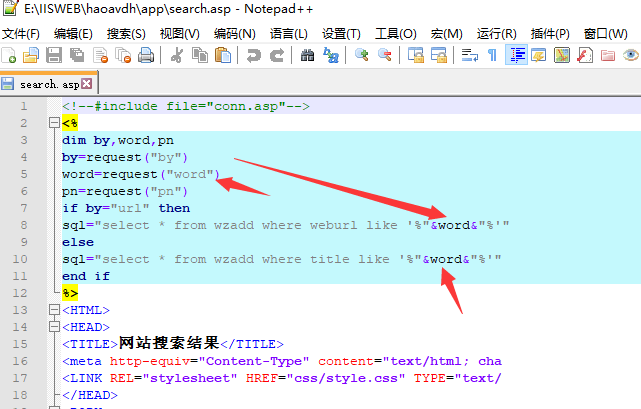 E:\IISWEB\haoavdh\app\search.asp - Notepad++
文件(F) 编辑(E) 搜索(S) 视图(V) 编码(N) 语言(L) 设置(T) 工具(O) 宏(M) 运行(R) 插件(P) 窗口(W)
search.asp
1 <!--#include file="conn.asp"-->
2 <%
3 dim by,word,pn
4 by=request("by")
5 word=request("word")
6 pn=request("pn")
7 if by="url" then
8 sql="select * from wzadd where weburl like '%"&word&"%'"
9 else
10 sql="select * from wzadd where title like '%"&word&"%'"
11 end if
12 %>
13 <HTML>
14 <HEAD>
15 <TITLE>网站搜索结果</TITLE>
16 <meta http-equiv="Content-Type" content="text/html; cha
17 <LINK REL="stylesheet" HREF="css/style.css" TYPE="text/
18 </HEAD>